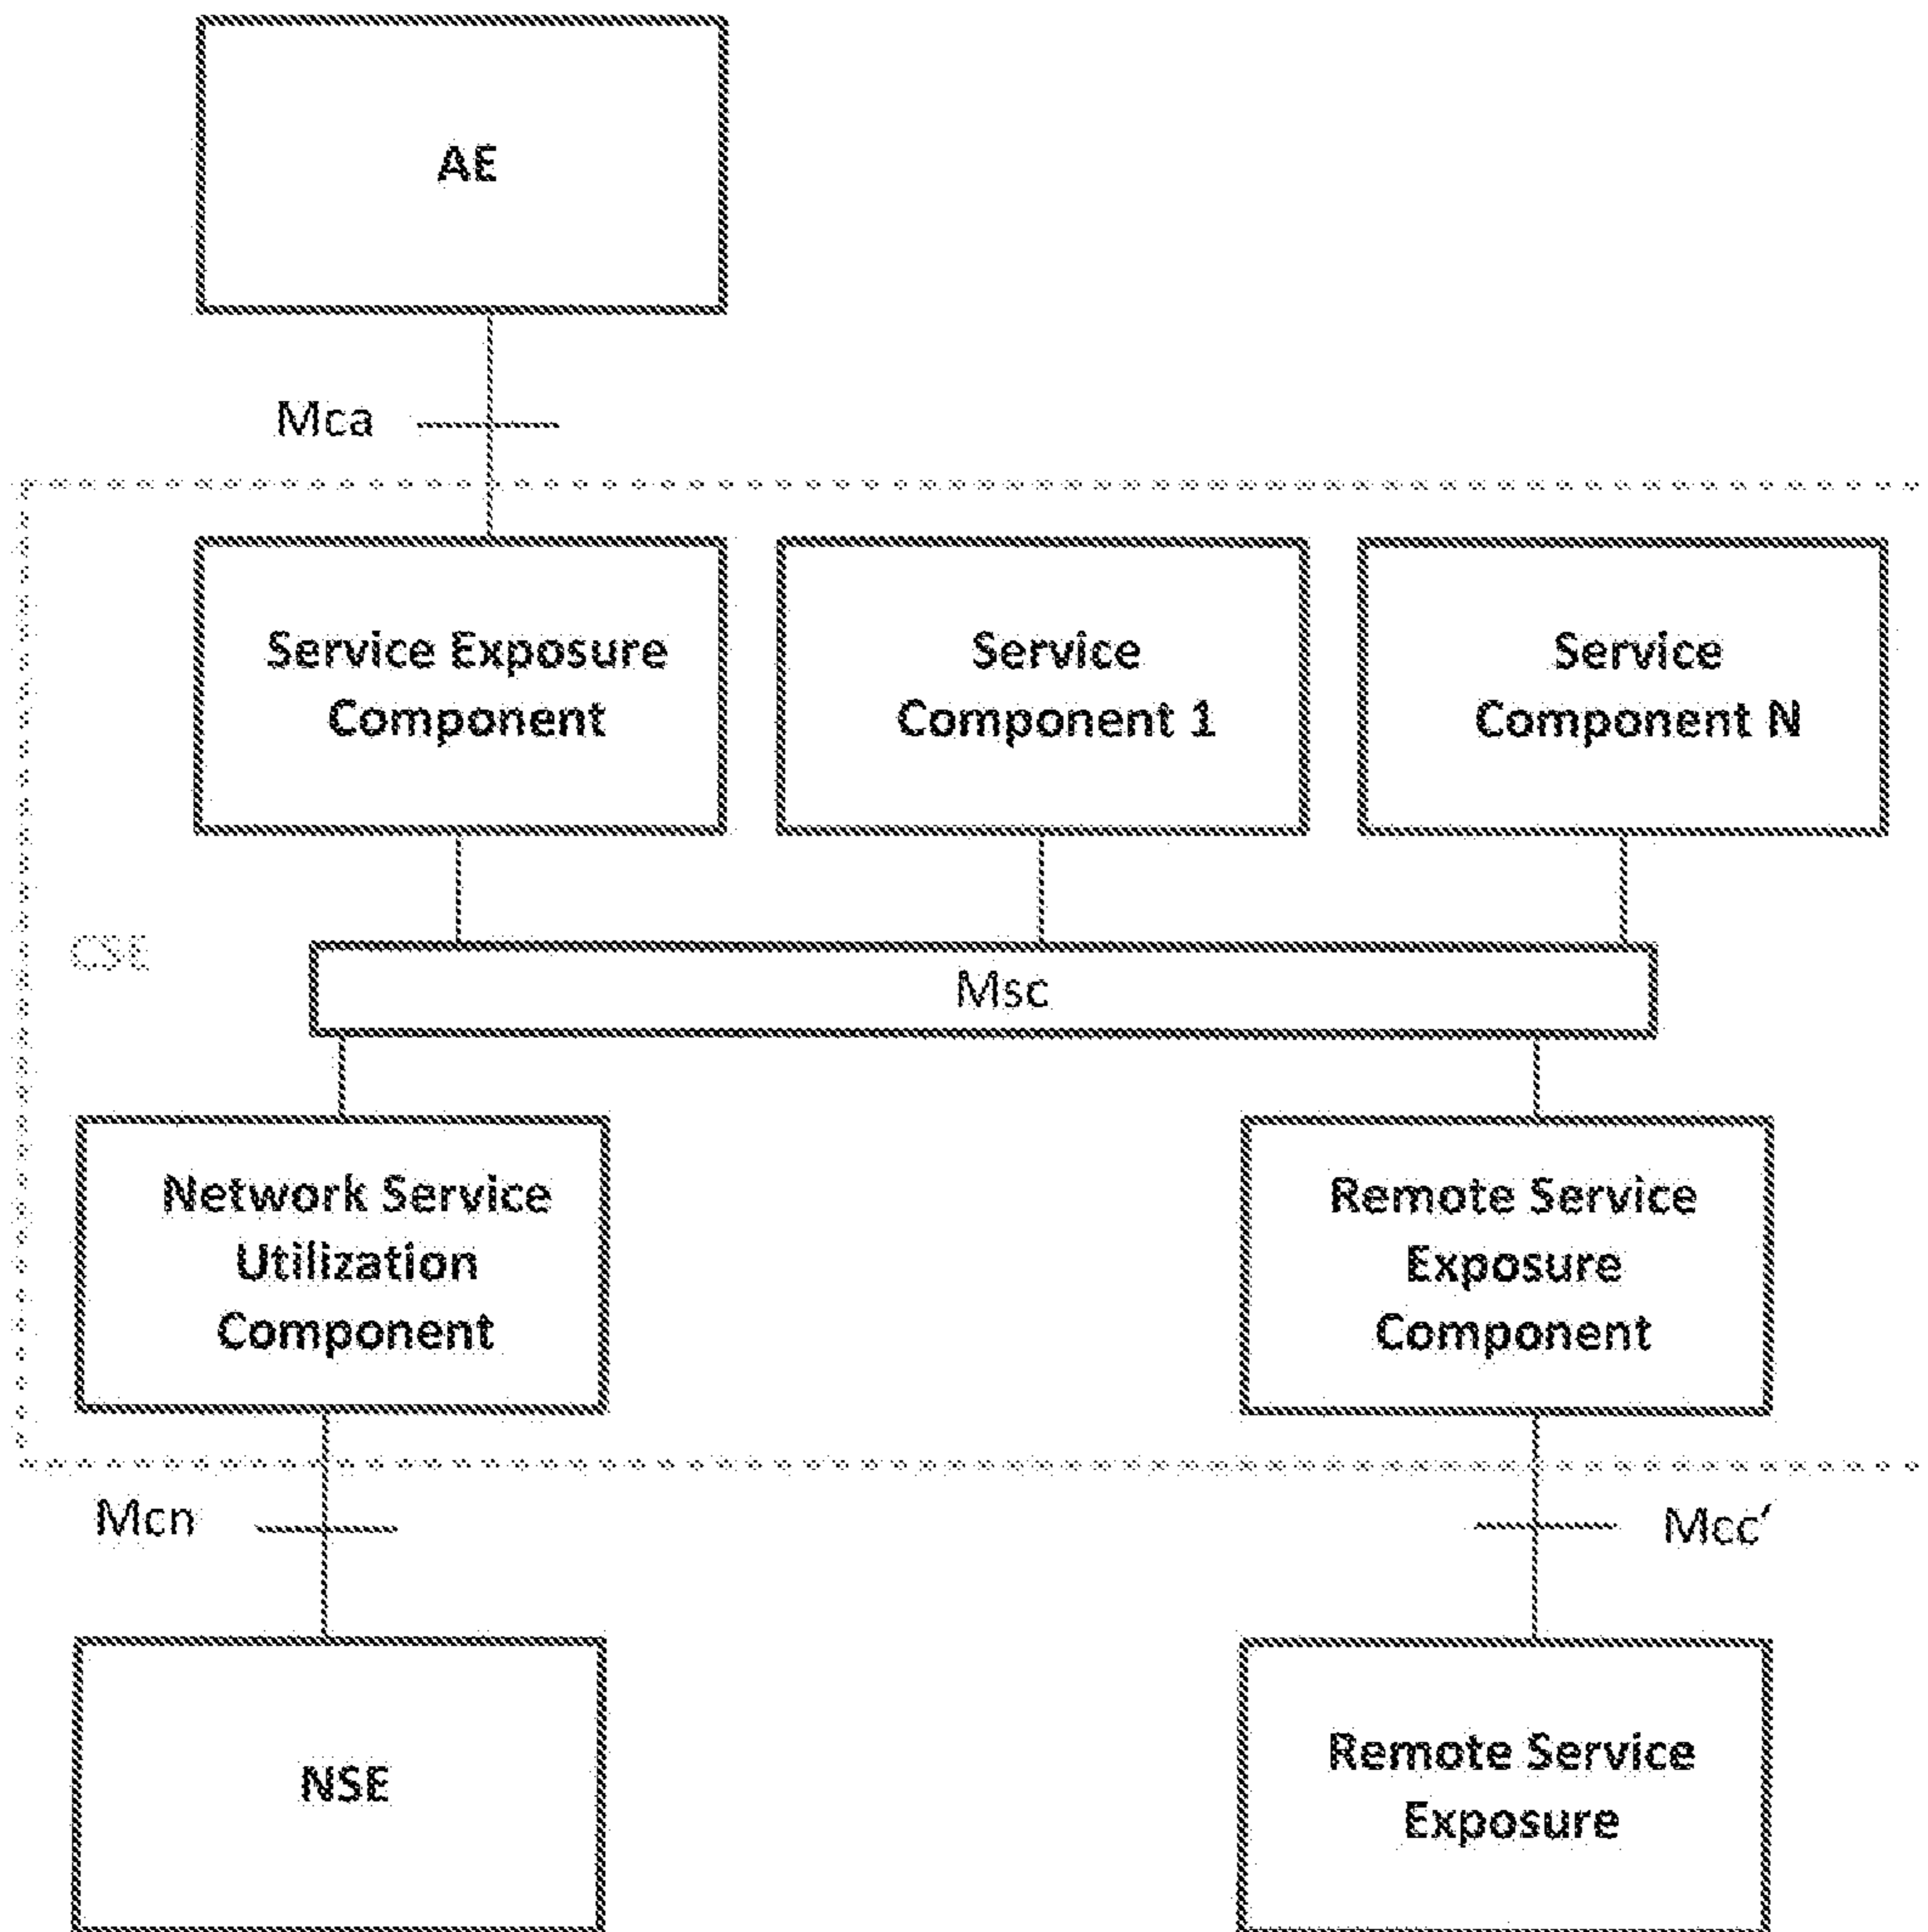 AE
Mca
Service Exposure
Component
Service
Component 1
Service
Component N
CSE
Msc
Network Service
Utilization
Component
Remote Service
Exposure
Component
Mcn
Mcc'
NSE
Remote Service
Exposure